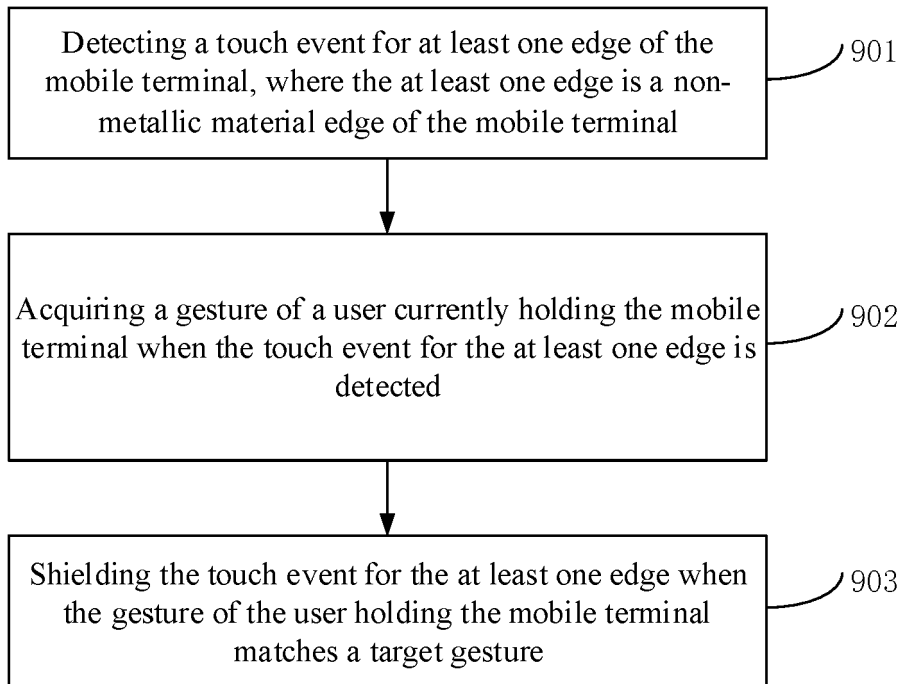 Detecting a touch event for at least one edge of the
mobile terminal, where the at least one edge is a non-
metallic material edge of the mobile terminal
901
Acquiring a gesture of a user currently holding the mobile
terminal when the touch event for the at least one edge is
detected
902
Shielding the touch event for the at least one edge when
the gesture of the user holding the mobile terminal
matches a target gesture
903